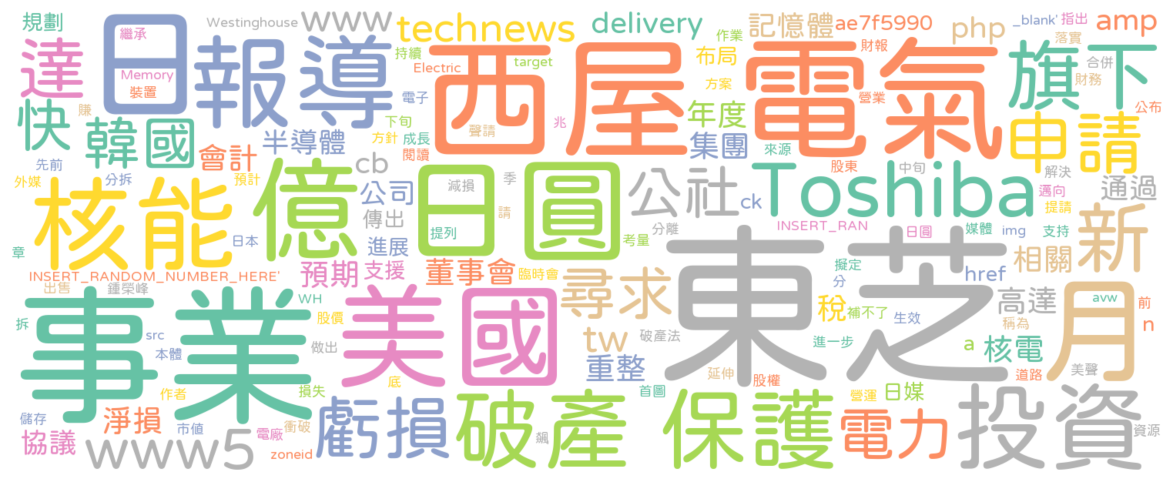 規劃
繼承
Westinghouse
www
technews
delivery
記憶體
ae7f5990
php
_blank'
指出
amp
達
日
報導
持續
Electric
target
作業
布局
財報
落實
合併
旗下
Memory
裝置
西屋
電氣
方案
財務
快
賺
電子
營業
公布
韓國
會計
半導體
下旬
方針
成長
閱讀
聲請
兆
年度
集團
來源
申請
先前
外媒
分拆
預計
cb
減損
季
股東
中旬
解決
核能
億
日圓
公司
傳出
請
公社
ck
Toshiba
邁向
提請
通過
章
日本
進展
提列
考量
分離
INSERT_RAN
日圓
媒體
img
支持
新
INSERT_RANDOM_NUMBER_HERE'
出售
鍾榮峰
預期
支援
董事會
臨時會
尋求
東芝
擬定
分
href
相關
事業
WH
美國
股價
tw
稅
補不了
高達
月
avw
前
拆
src
本體
做出
破產法
生效
稱為
n
進一步
a
核電
重整
美聲
作者
損失
底
首圖
延伸
股權
道路
儲存
淨損
市值
虧損
破產
保護
營運
日媒
電力
投資
協議
www5
電廠
衝破
zoneid
飆
資源